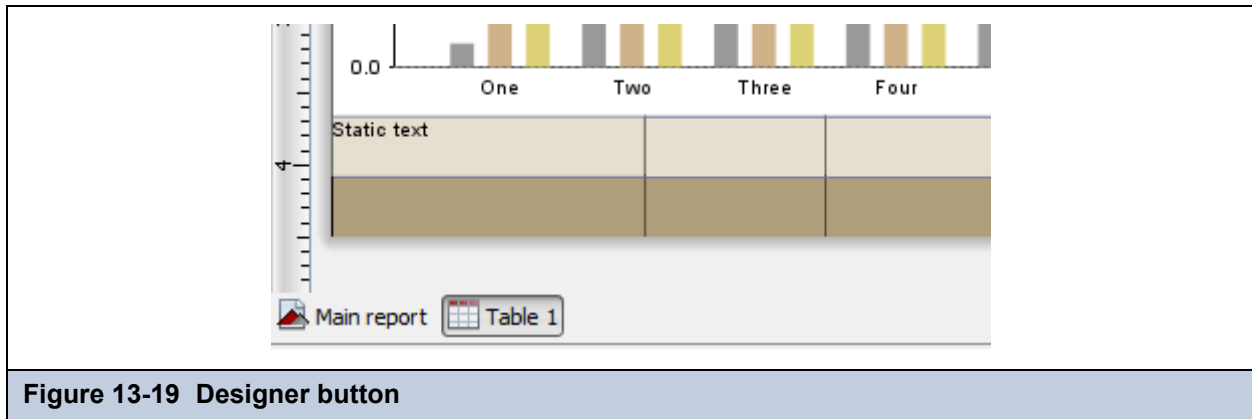 0.0
One Two Three Four
Static text
4
Main report Table 1
Figure 13-19 Designer button